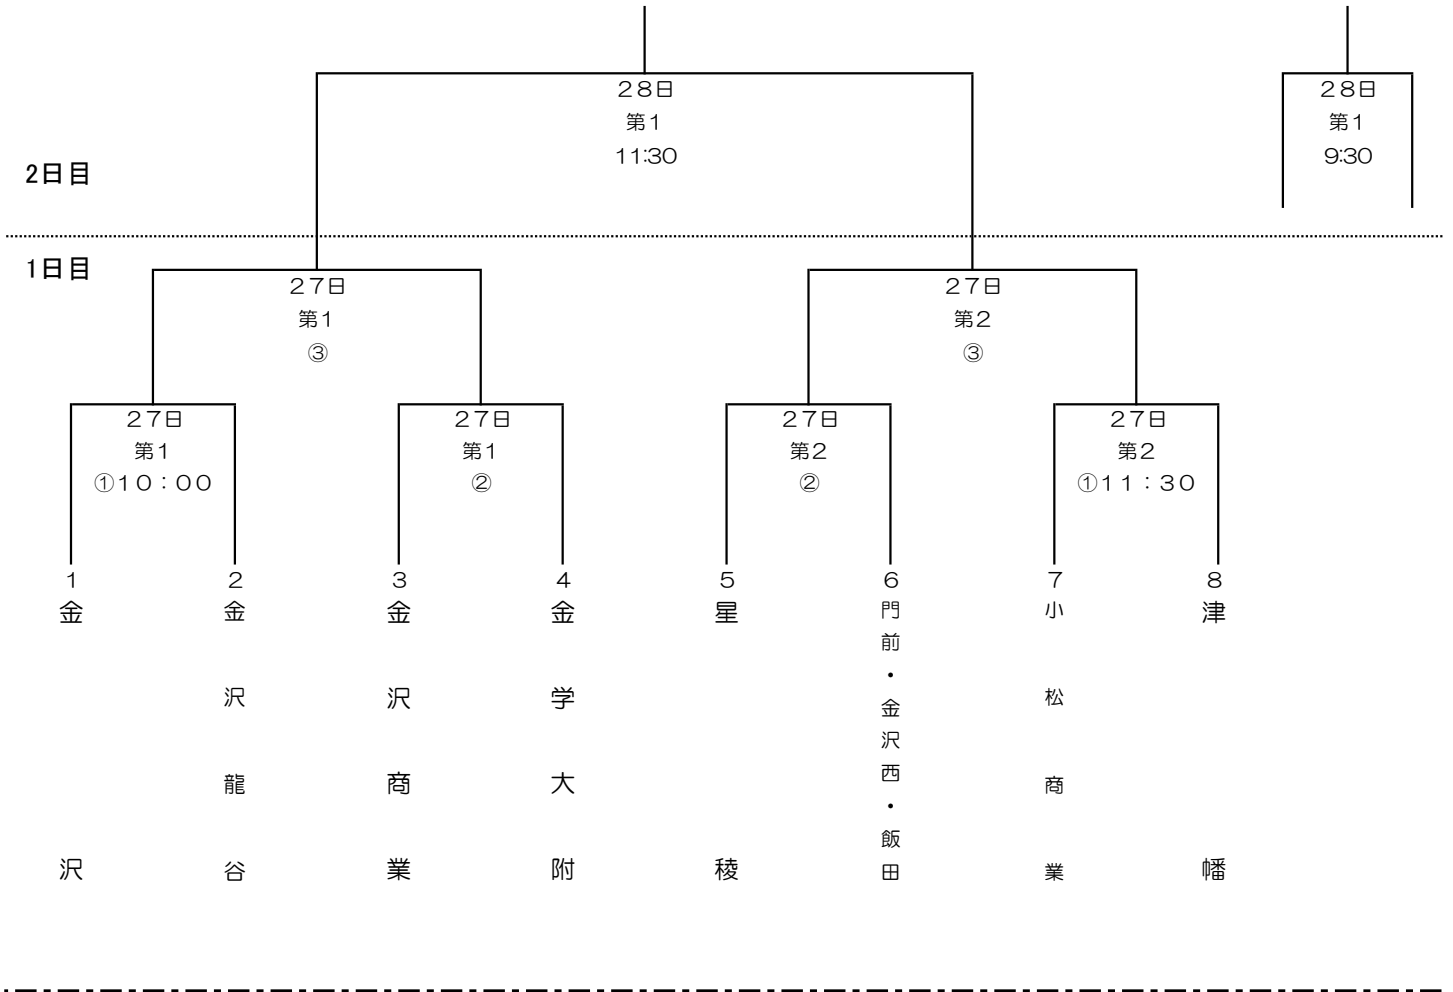 28日
第1
11:30
28日
第1
9:30
2日目
1日目
27日
第1
③
27日
第2
③
27日
第1
①10：00
27日
第1
②
27日
第2
②
27日
第2
①11：30
1
金沢
2
金沢龍谷
3
金沢商業
4
金学大附
5
星稜
6
門前・金沢西・飯田
7
小松商業
8
津幡